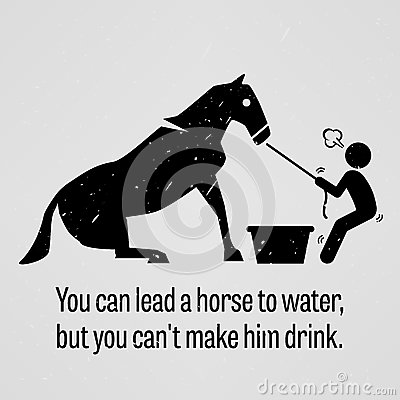 You can lead a horse to water,
but you can't make him drink.
dreamstime.com